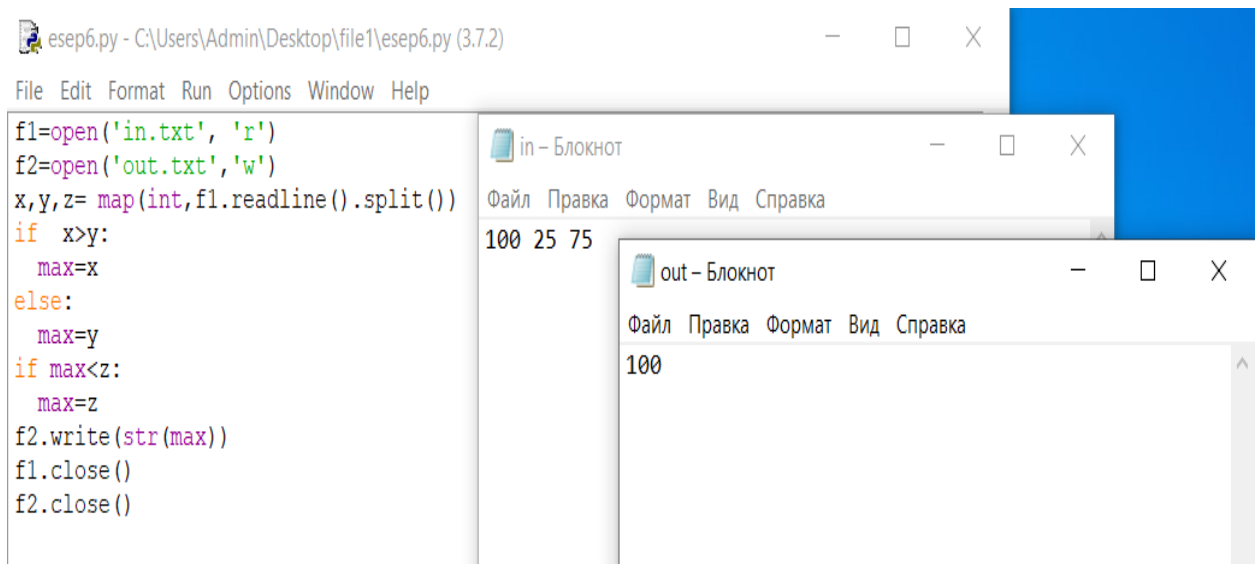 esep6.py - C:\Users\Admin\Desktop\file1\esep6.py (3.7.2)
File Edit Format Run Options Window Help
f1=open('in.txt', 'r')
f2=open('out.txt','w')
x,y,z= map(int,f1.readline().split())
if  x>y:
  max=x
else:
  max=y
if max<z:
  max=z
f2.write(str(max))
f1.close()
f2.close()
in – Блокнот
Файл Правка Формат Вид Справка
100 25 75
out – Блокнот
Файл Правка Формат Вид Справка
100